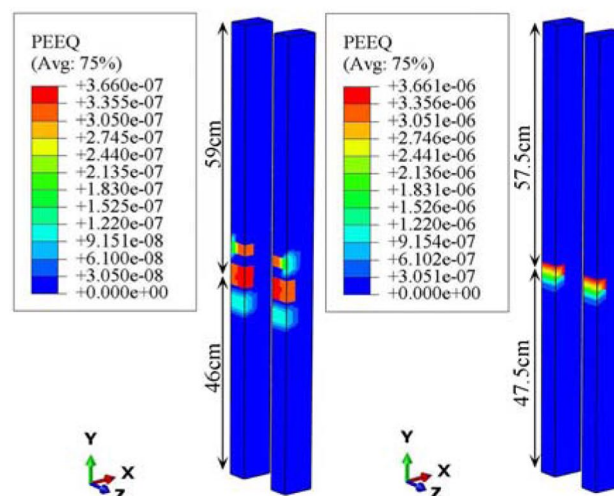 PEEQ
(Avg: 75%)
+3.660e-07
+3.355e-07
+3.050e-07
+2.745e-07
+2.440e-07
+2.135e-07
+1.830e-07
+1.525e-07
+1.220e-07
+9.151e-08
+6.100e-08
+3.050e-08
+0.000e+00
59cm
46cm
Y
X
Z
PEEQ
(Avg: 75%)
+3.661e-06
+3.356e-06
+3.051e-06
+2.746e-06
+2.441e-06
+2.136e-06
+1.831e-06
+1.526e-06
+1.220e-06
+9.154e-07
+6.102e-07
+3.051e-07
+0.000e+00
57.5cm
47.5cm
Y
X
Z